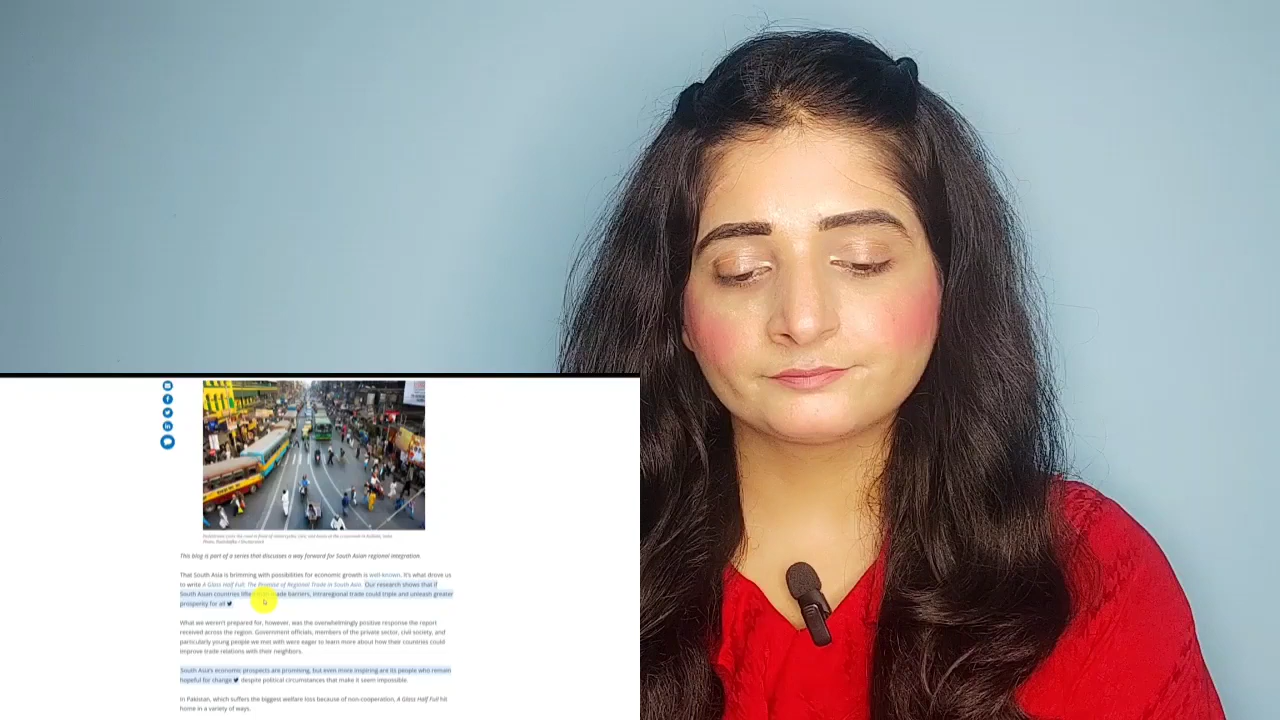 This blog is part of a series that discusses a way forward for South Asian regional integration.
That South Asia is brimming with possibilities for economic growth is well-known. It's what drove us
to write A Glass Half Full: The Promise of Regional Trade in South Asia. Our research shows that if
South Asian countries made barriers, intraregional trade could triple and unleash greater
prosperity for all
What we weren't prepared for, however, was the overwhelmingly positive response the report
received across the region. Government officials, members of the private sector, civil society, and
particularly young people we met with were eager to learn more about how their countries could
improve trade relations with their neighbors.
South Asia's economic prospects are promising, but even more inspiring are its people who remain
hopeful for change despite political circumstances that make it seem impossible.
In Pakistan, which suffers the biggest welfare loss because of non-cooperation, A Glass Half Full hit
home in a variety of ways.